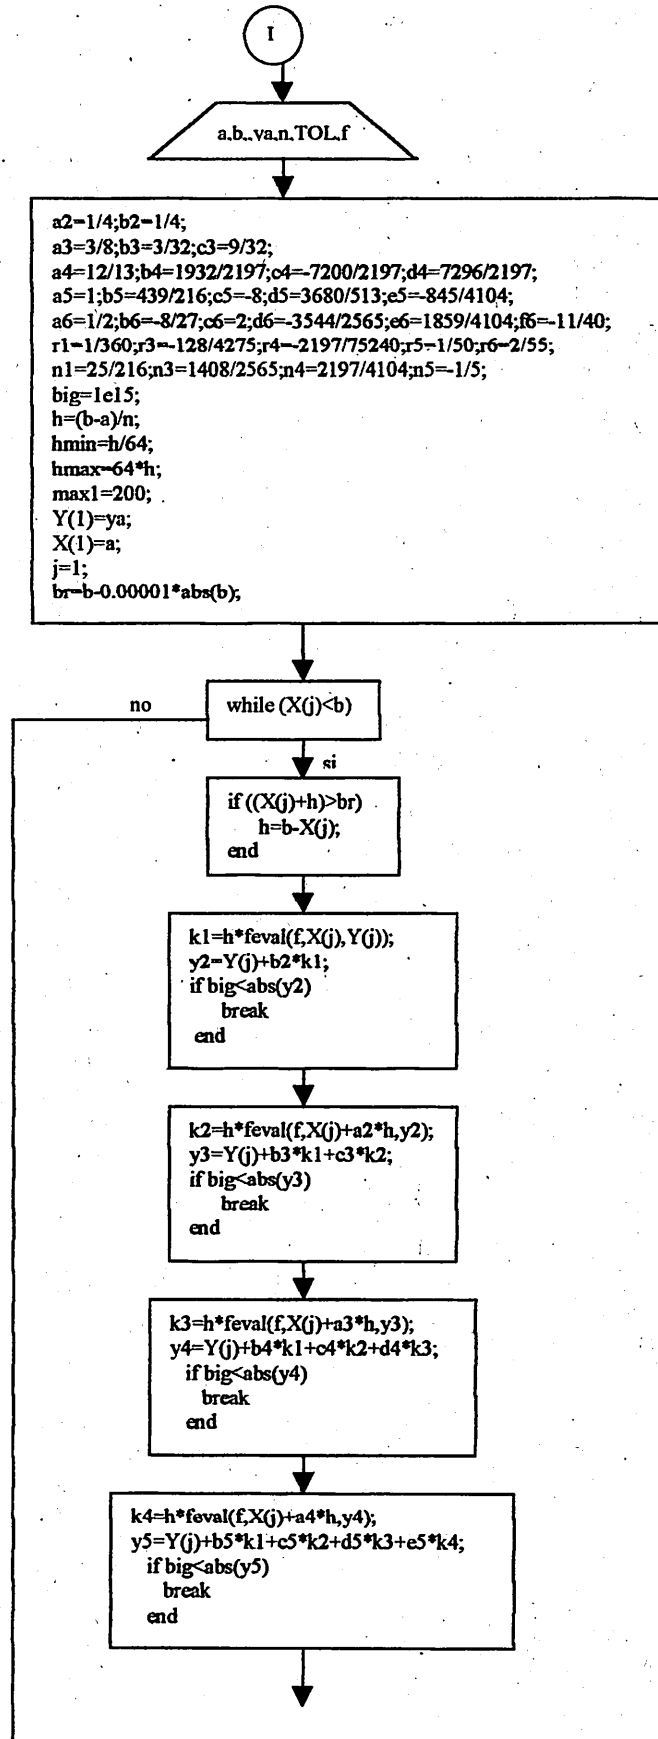 I
a.b..ya.n.TOL.f
a2=1/4;b2=1/4;
a3=3/8;b3=3/32;c3=9/32;
a4=12/13;b4=1932/2197;c4=-7200/2197;d4=7296/2197;
a5=1;b5=439/216;c5=-8;d5=3680/513;e5=-845/4104;
a6=1/2;b6=-8/27;c6=2;d6=-3544/2565;e6=1859/4104;f6=-11/40;
r1=1/360;r3=-128/4275;r4=-2197/75240;r5=1/50;r6=2/55;
n1=25/216;n3=1408/2565;n4=2197/4104;n5=-1/5;
big=1e15;
h=(b-a)/n;
hmin=h/64;
hmax=64*h;
max1=200;
Y(1)=ya;
X(1)=a;
j=1;
br=b-0.00001*abs(b);
no
while (X(j)<b)
si
if ((X(j)+h)>br)
h=b-X(j);
end
k1=h*feval(f,X(j),Y(j));
y2=Y(j)+b2*k1;
if big<abs(y2)
break
end
k2=h*feval(f,X(j)+a2*h,y2);
y3=Y(j)+b3*k1+c3*k2;
if big<abs(y3)
break
end
k3=h*feval(f,X(j)+a3*h,y3);
y4=Y(j)+b4*k1+c4*k2+d4*k3;
if big<abs(y4)
break
end
k4=h*feval(f,X(j)+a4*h,y4);
y5=Y(j)+b5*k1+c5*k2+d5*k3+e5*k4;
if big<abs(y5)
break
end